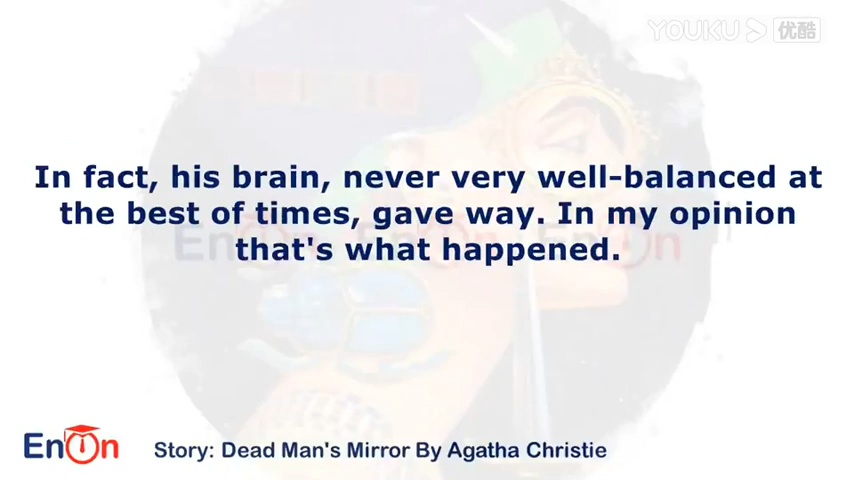 YOUKU 优酷
In fact, his brain, never very well-balanced at
the best of times, gave way. In my opinion
that's what happened.
EnOn
Story: Dead Man's Mirror By Agatha Christie